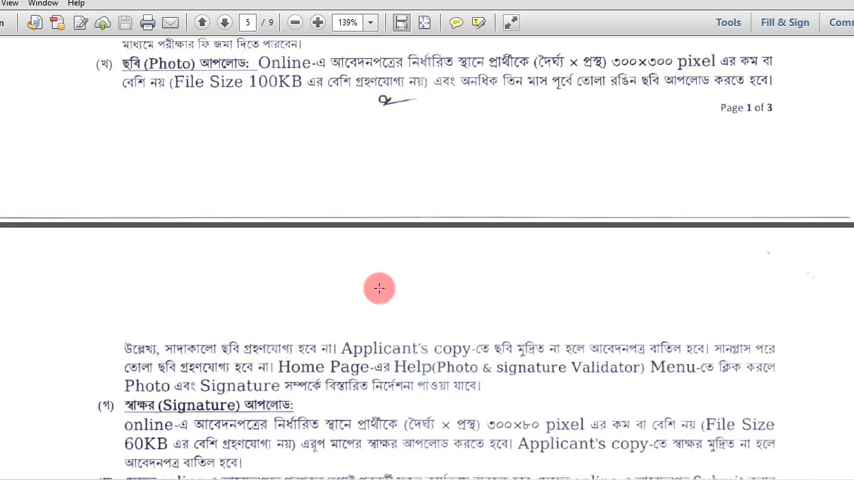 View Window Help
5 / 9 139% Tools Fill & Sign
মাধ্যমে পরীক্ষার ফি জমা দিতে পারবেন।
(খ) ছবি (Photo) আপলোড: Online-এ আবেদনপত্রের নির্ধারিত স্থানে প্রার্থীকে (দৈর্ঘ্য × প্রস্থ) ৩০০×৩০০ pixel এর কম বা
বেশি নয় (File Size 100KB এর বেশি গ্রহণযোগ্য নয়) এবং অনধিক তিন মাস পূর্বে তোলা রঙিন ছবি আপলোড করতে হবে।
Page 1 of 3
উল্লেখ্য, সাদাকালো ছবি গ্রহণযোগ্য হবে না। Applicant's copy-তে ছবি মুদ্রিত না হলে আবেদনপত্র বাতিল হবে। সানগ্লাস পরে
তোলা ছবি গ্রহণযোগ্য হবে না। Home Page-এর Help(Photo & signature Validator) Menu-তে ক্লিক করলে
Photo এবং Signature সম্পর্কে বিস্তারিত নির্দেশনা পাওয়া যাবে।
(গ) স্বাক্ষর (Signature) আপলোড:
online-এ আবেদনপত্রের নির্ধারিত স্থানে প্রার্থীকে (দৈর্ঘ্য × প্রস্থ) ৩০০×৮০ pixel এর কম বা বেশি নয় (File Size
60KB এর বেশি গ্রহণযোগ্য নয়) এরূপ মাপের স্বাক্ষর আপলোড করতে হবে। Applicant's copy-তে স্বাক্ষর মুদ্রিত না হলে
আবেদনপত্র বাতিল হবে।